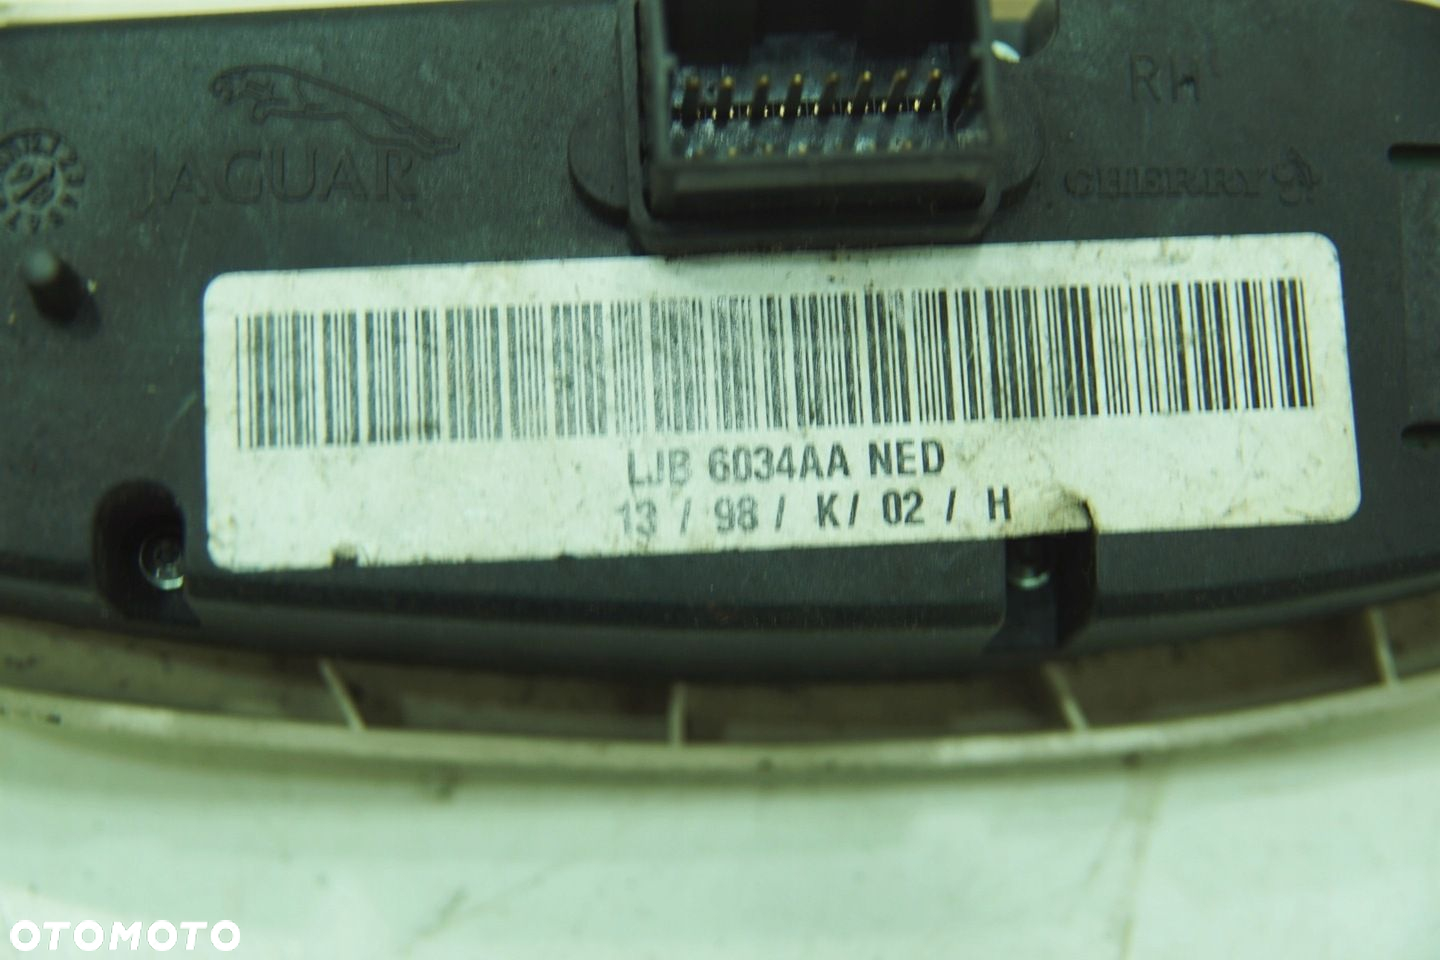 JAGUAR
RH
CHERRY
LJB 6034AA NED
13 / 98 / K/ 02 / H
OTOMOTO